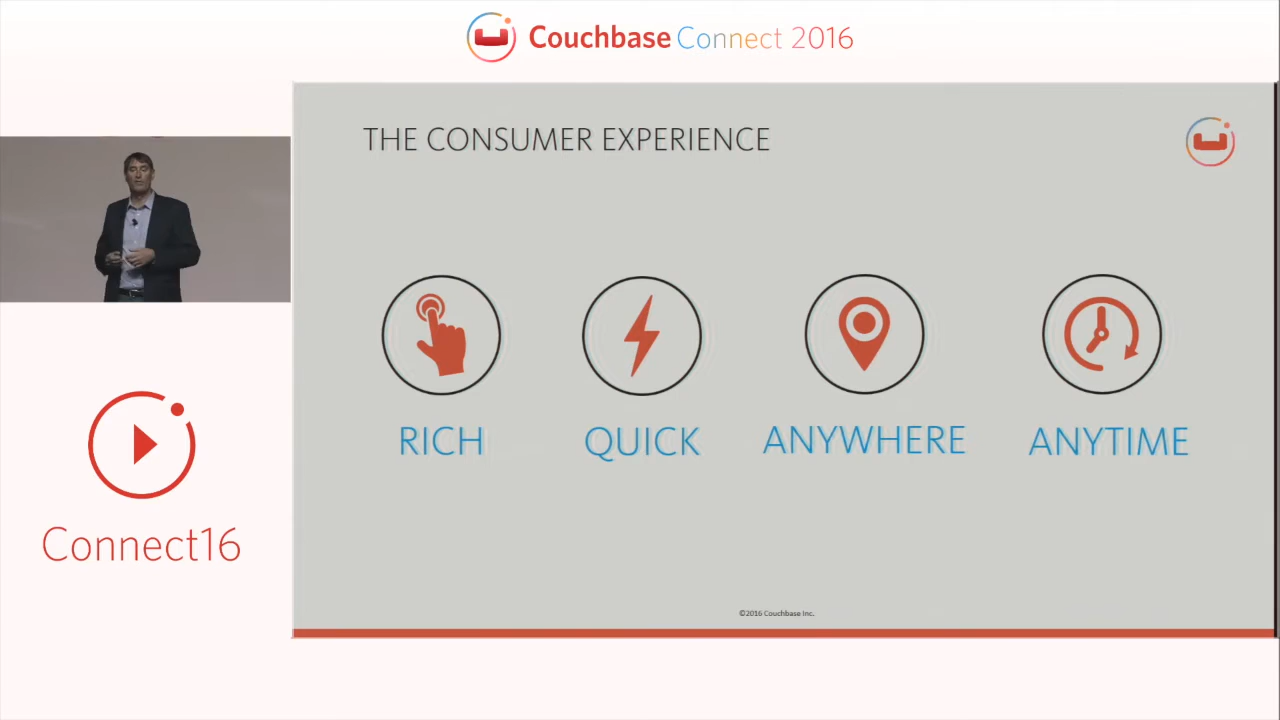 Couchbase Connect 2016
THE CONSUMER EXPERIENCE
RICH QUICK ANYWHERE ANYTIME
Connect16
©2016 Couchbase Inc.